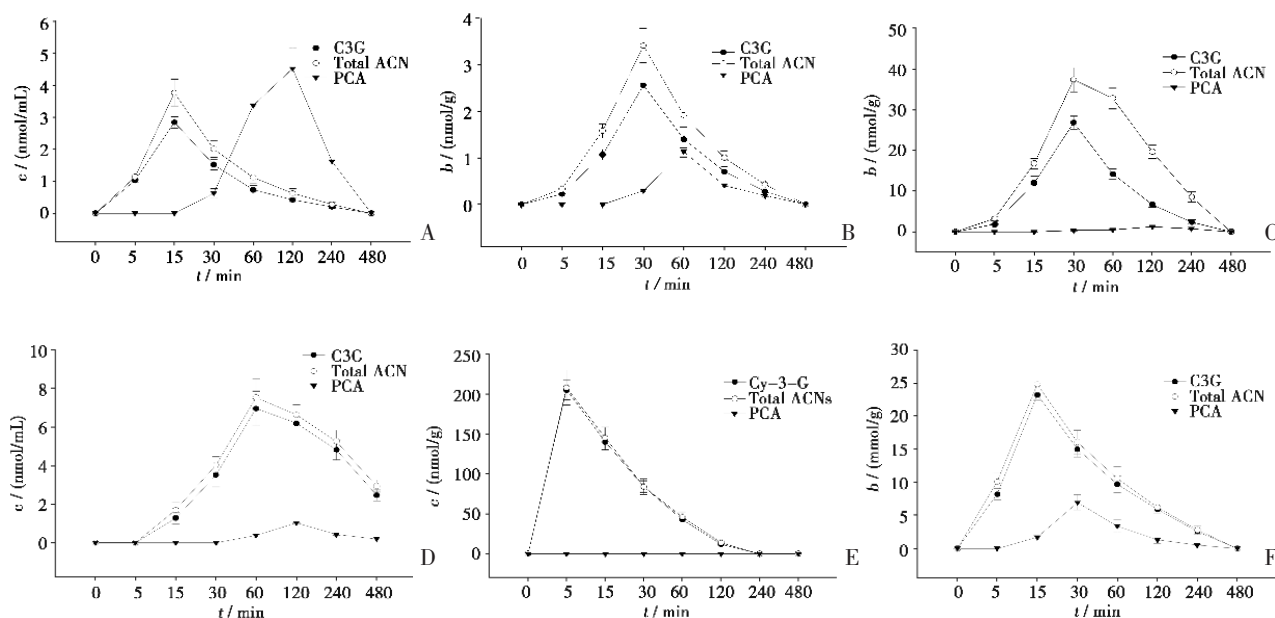 6
5
4
3
2
1
0
c / (nmol/mL)
C3G
Total ACN
PCA
0 5 15 30 60 120 240 480
t / min
A
4
3
2
1
0
b / (nmol/g)
C3G
Total ACN
PCA
0 5 15 30 60 120 240 480
t / min
B
50
40
30
20
10
0
b / (nmol/g)
C3G
Total ACN
PCA
0 5 15 30 60 120 240 480
t / min
C
10
8
6
4
2
0
c / (nmol/mL)
C3G
Total ACN
PCA
0 5 15 30 60 120 240 480
t / min
D
250
200
150
100
50
0
c / (nmol/g)
Cy-3-G
Total ACNs
PCA
0 5 15 30 60 120 240 480
t / min
E
30
25
20
15
10
5
0
b / (mmol/g)
C3G
Total ACN
PCA
0 5 15 30 60 120 240 480
t / min
F